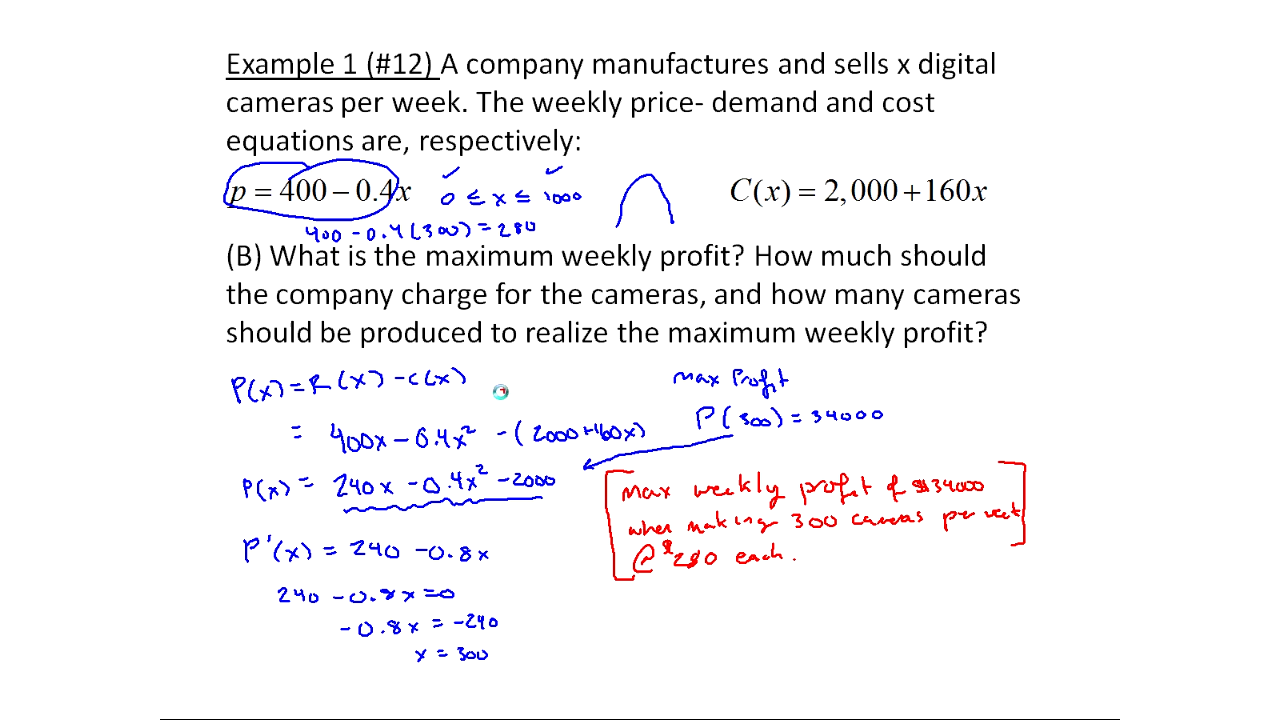 Example 1 (#12) A company manufactures and sells x digital
cameras per week. The weekly price- demand and cost
equations are, respectively:
p = 400 − 0.4x 0 ≤ x ≤ 1000 C(x) = 2,000 + 160x
400 - 0.4(300) = 280
(B) What is the maximum weekly profit? How much should
the company charge for the cameras, and how many cameras
should be produced to realize the maximum weekly profit?
P(x) = R(x) - C(x)
= 400x - 0.4x² - (2000+160x)
P(x) = 240x - 0.4x² - 2000
P'(x) = 240 - 0.8x
240 - 0.8x = 0
-0.8x = -240
x = 300
max Profit
P(300) = 34000
max weekly profit of $34000
when making 300 cameras per week
@ $280 each.